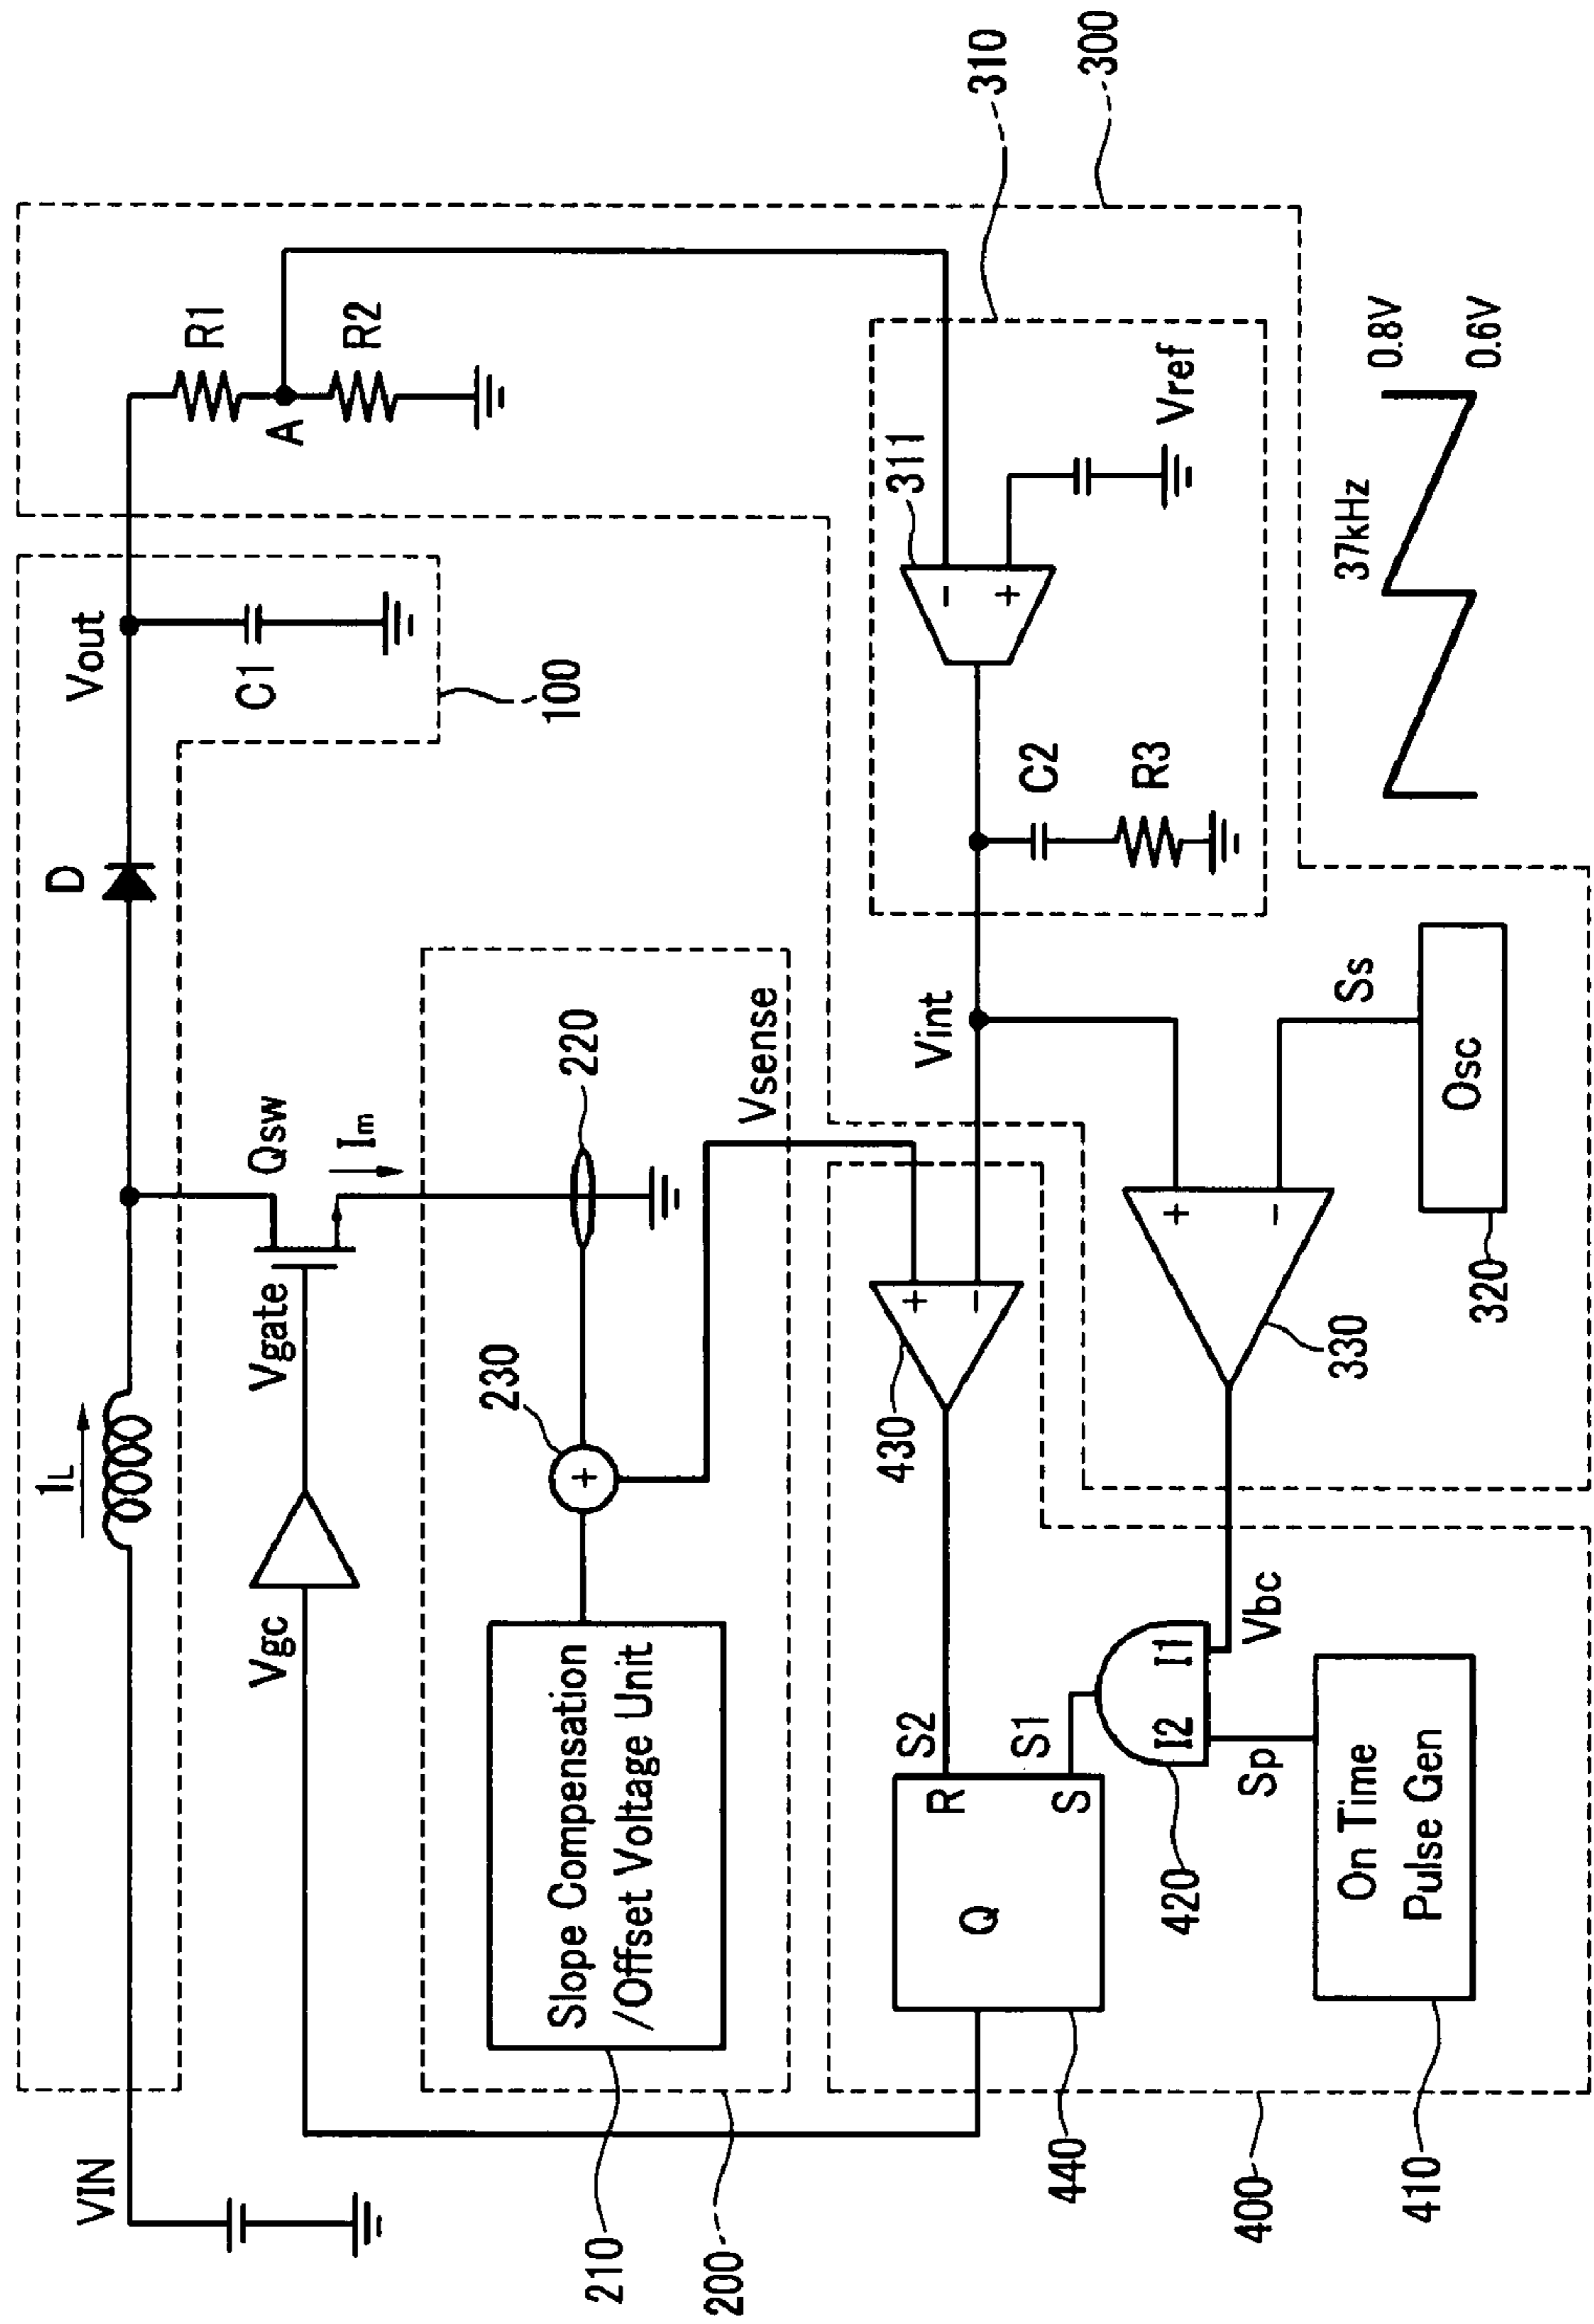 VIN
IL
D
Vout
C1
100
R1
A
R2
300
310
Vgc
Vgate
Qsw
Im
210
Slope Compensation
/Offset Voltage Unit
230
220
Vsense
200
440
Q
R
S
S2
S1
430
Vint
C2
R3
311
-
+
Vref
+
+
-
420
I2
I1
Vbc
Sp
400
410
On Time
Pulse Gen
330
+
-
Ss
Osc
320
37kHz
0.8V
0.6V